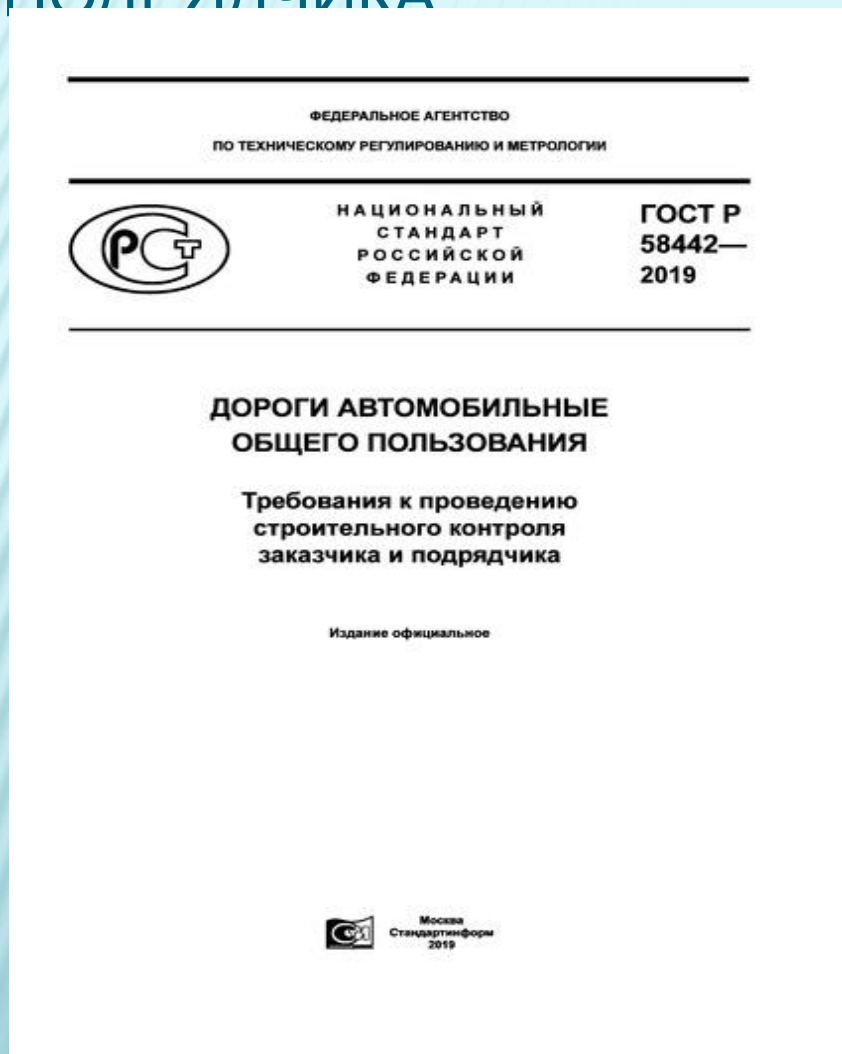 ПОДРЯДЧИКА
ФЕДЕРАЛЬНОЕ АГЕНТСТВО
ПО ТЕХНИЧЕСКОМУ РЕГУЛИРОВАНИЮ И МЕТРОЛОГИИ
НАЦИОНАЛЬНЫЙ
СТАНДАРТ
РОССИЙСКОЙ
ФЕДЕРАЦИИ
ГОСТ Р
58442—
2019
ДОРОГИ АВТОМОБИЛЬНЫЕ
ОБЩЕГО ПОЛЬЗОВАНИЯ
Требования к проведению
строительного контроля
заказчика и подрядчика
Издание официальное
Москва
Стандартинформ
2019